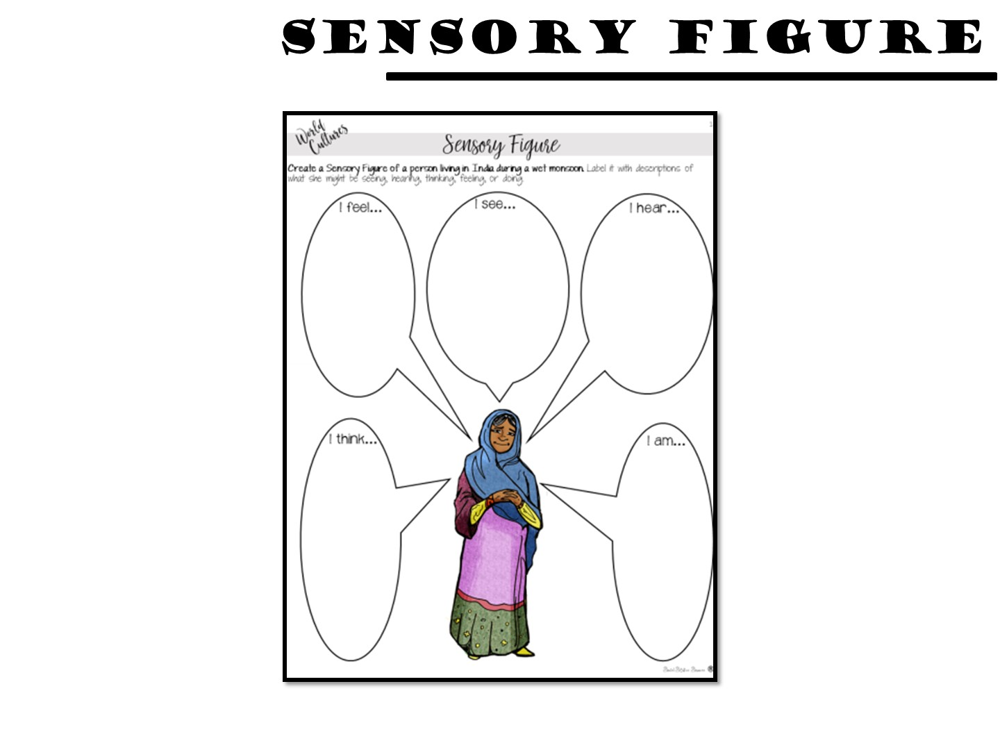 SENSORY FIGURE
World
Cultures
Sensory Figure
Create a Sensory Figure of a person living in India during a wet monsoon. Label it with descriptions of
what she might be seeing, hearing, thinking, feeling, or doing.
I feel...
I see...
I hear...
I think...
I am...